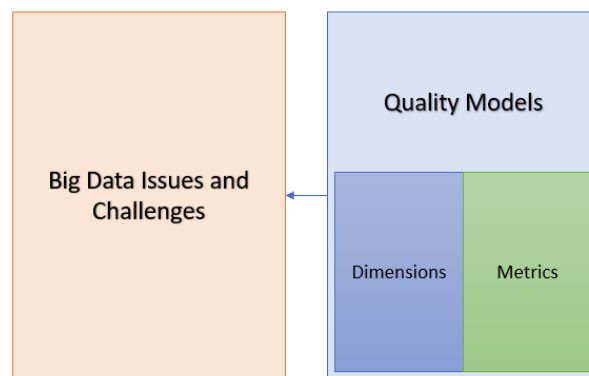 Big Data Issues and
Challenges
Quality Models
Dimensions
Metrics